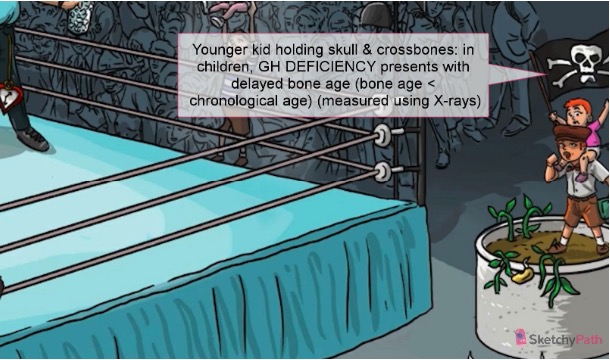 Younger kid holding skull & crossbones: in
children, GH DEFICIENCY presents with
delayed bone age (bone age <
chronological age) (measured using X-rays)
SketchyPath